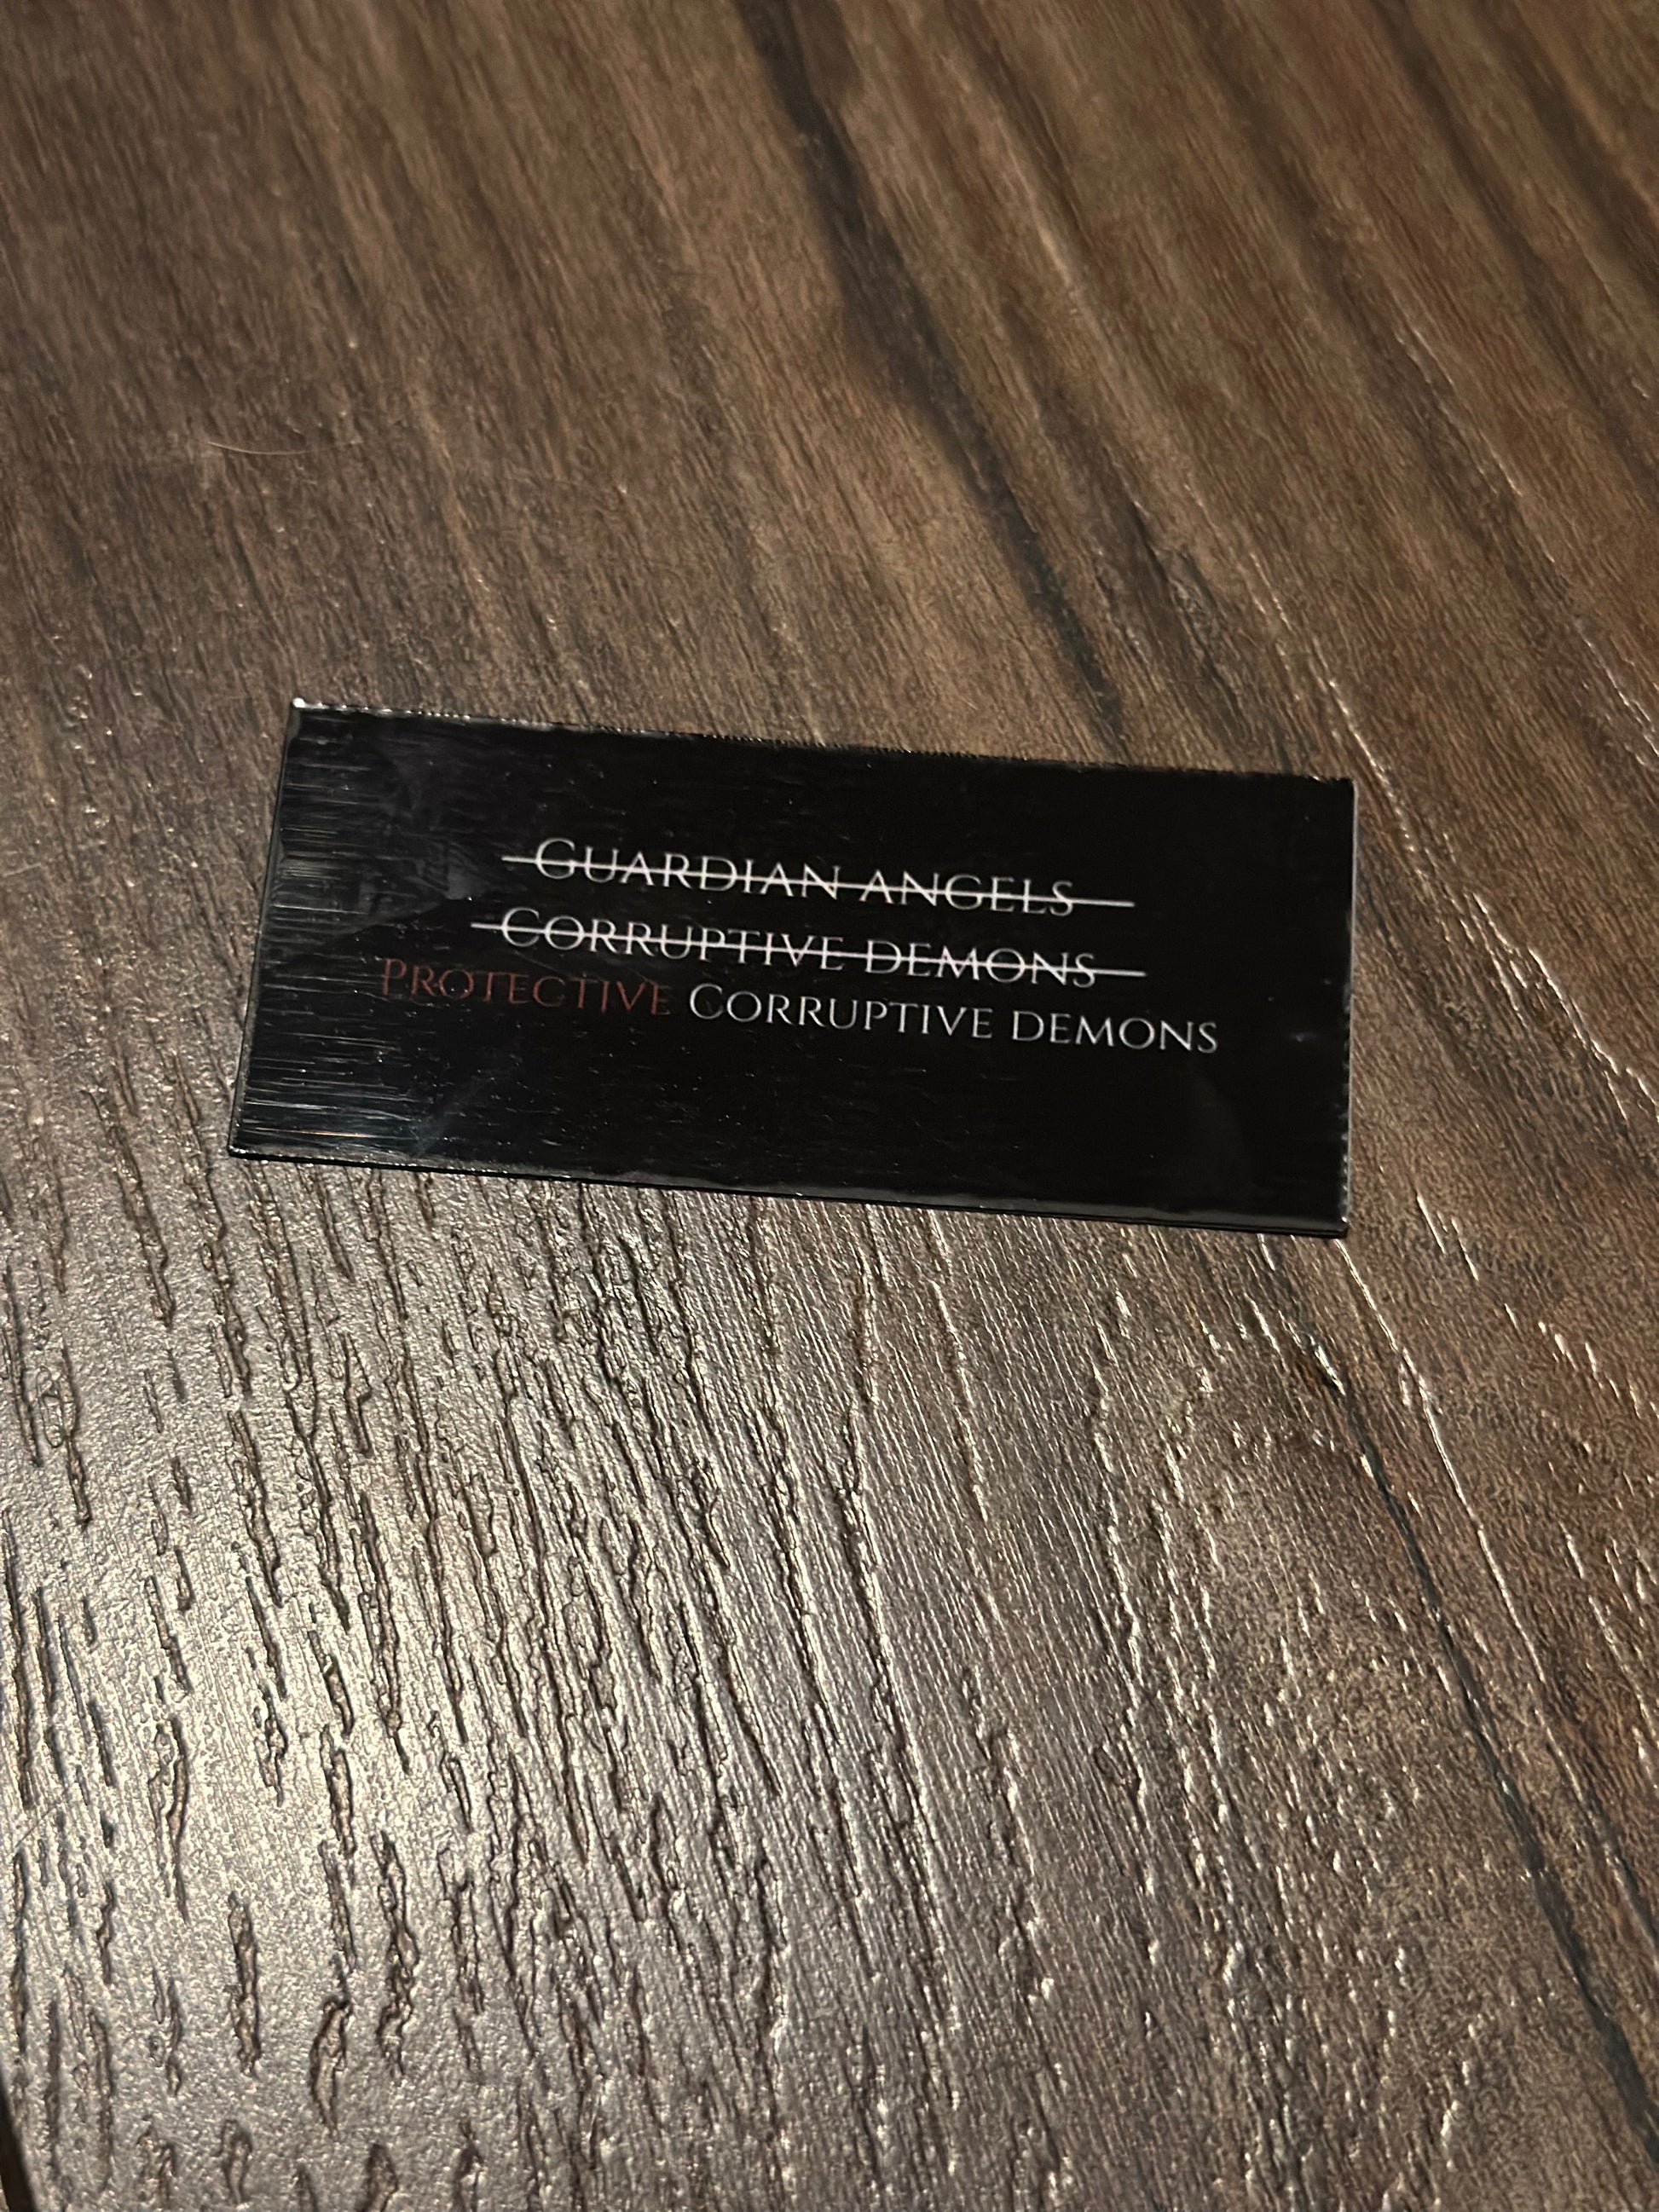 Guardian angels
Corruptive demons
Protective Corruptive demons